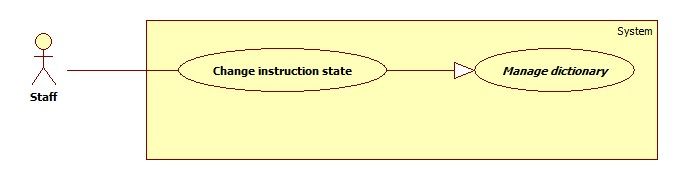 System
Change instruction state
Manage dictionary
Staff